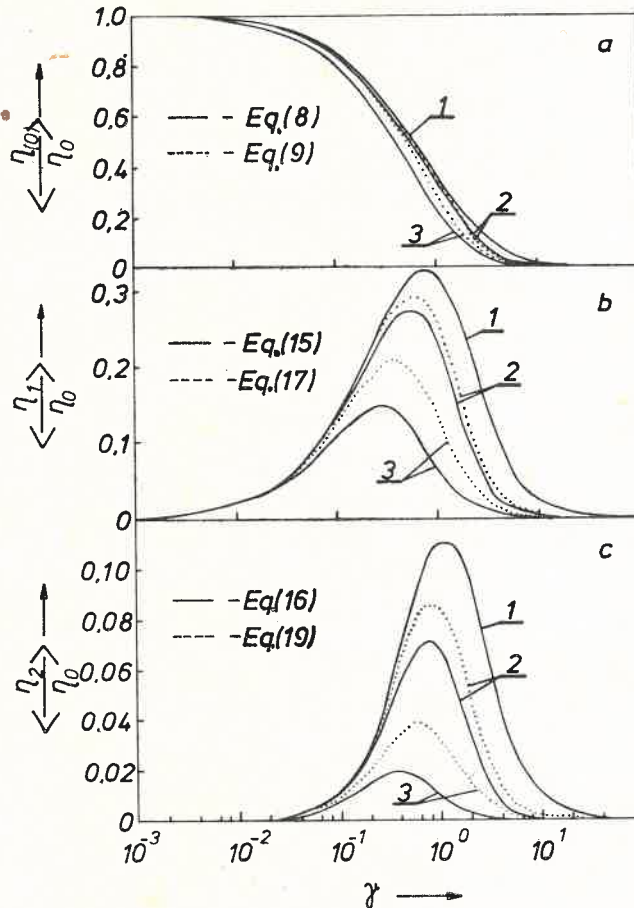 1.0
a
0.8
1
— - Eq.(8)
0.6
---- - Eq.(9)
η(0)
η0
0.4
2
0.2
3
0
b
0,3
1
— - Eq.(15)
0,2
---- - Eq.(17)
2
η1
η0
0,1
3
0
c
0,10
— - Eq.(16)
1
0,08
---- - Eq.(19)
0,06
2
η2
η0
0,04
0,02
3
0
10⁻³ 10⁻² 10⁻¹ 10⁰ 10¹
γ